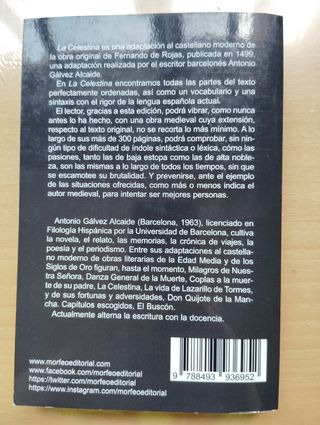 La Celestina es una adaptación al castellano moderno de
la obra original de Fernando de Rojas, publicada en 1499,
una adaptación realizada por el escritor barcelonés Antonio
Gálvez Alcaide.
En La Celestina encontramos todas las partes del texto
perfectamente ordenadas, así como un vocabulario y una
sintaxis con el rigor de la lengua española actual.
El lector, gracias a esta edición, podrá vibrar, como nunca
antes lo ha hecho, con una obra medieval cuya extensión,
respecto al texto original, no se recorta lo más mínimo. A lo
largo de sus más de 300 páginas, podrá comprobar, sin nin-
gún tipo de dificultad de índole sintáctica o léxica, cómo las
pasiones, tanto las de baja estopa como las de alta noble-
za, son las mismas a lo largo de todos los tiempos, sin que
se escamotee su brutalidad. Y prevenirse, ante el ejemplo
de las situaciones ofrecidas, como más o menos indica el
autor medieval, para intentar ser mejores personas.
Antonio Gálvez Alcaide (Barcelona, 1963), licenciado en
Filología Hispánica por la Universidad de Barcelona, cultiva
la novela, el relato, las memorias, la crónica de viajes, la
poesía y el periodismo. Entre sus adaptaciones al castella-
no moderno de obras literarias de la Edad Media y de los
Siglos de Oro figuran, hasta el momento, Milagros de Nues-
tra Señora, Danza General de la Muerte, Coplas a la muer-
te de su padre, La Celestina, La vida de Lazarillo de Tormes,
y de sus fortunas y adversidades, Don Quijote de la Man-
cha. Capítulos escogidos, El Buscón.
Actualmente alterna la escritura con la docencia.
www.morfeoeditorial.com
www.facebook.com/morfeoeditorial
https://twitter.com/morfeoeditorial
https://www.instagram.com/morfeoeditorial
9 788493 936952